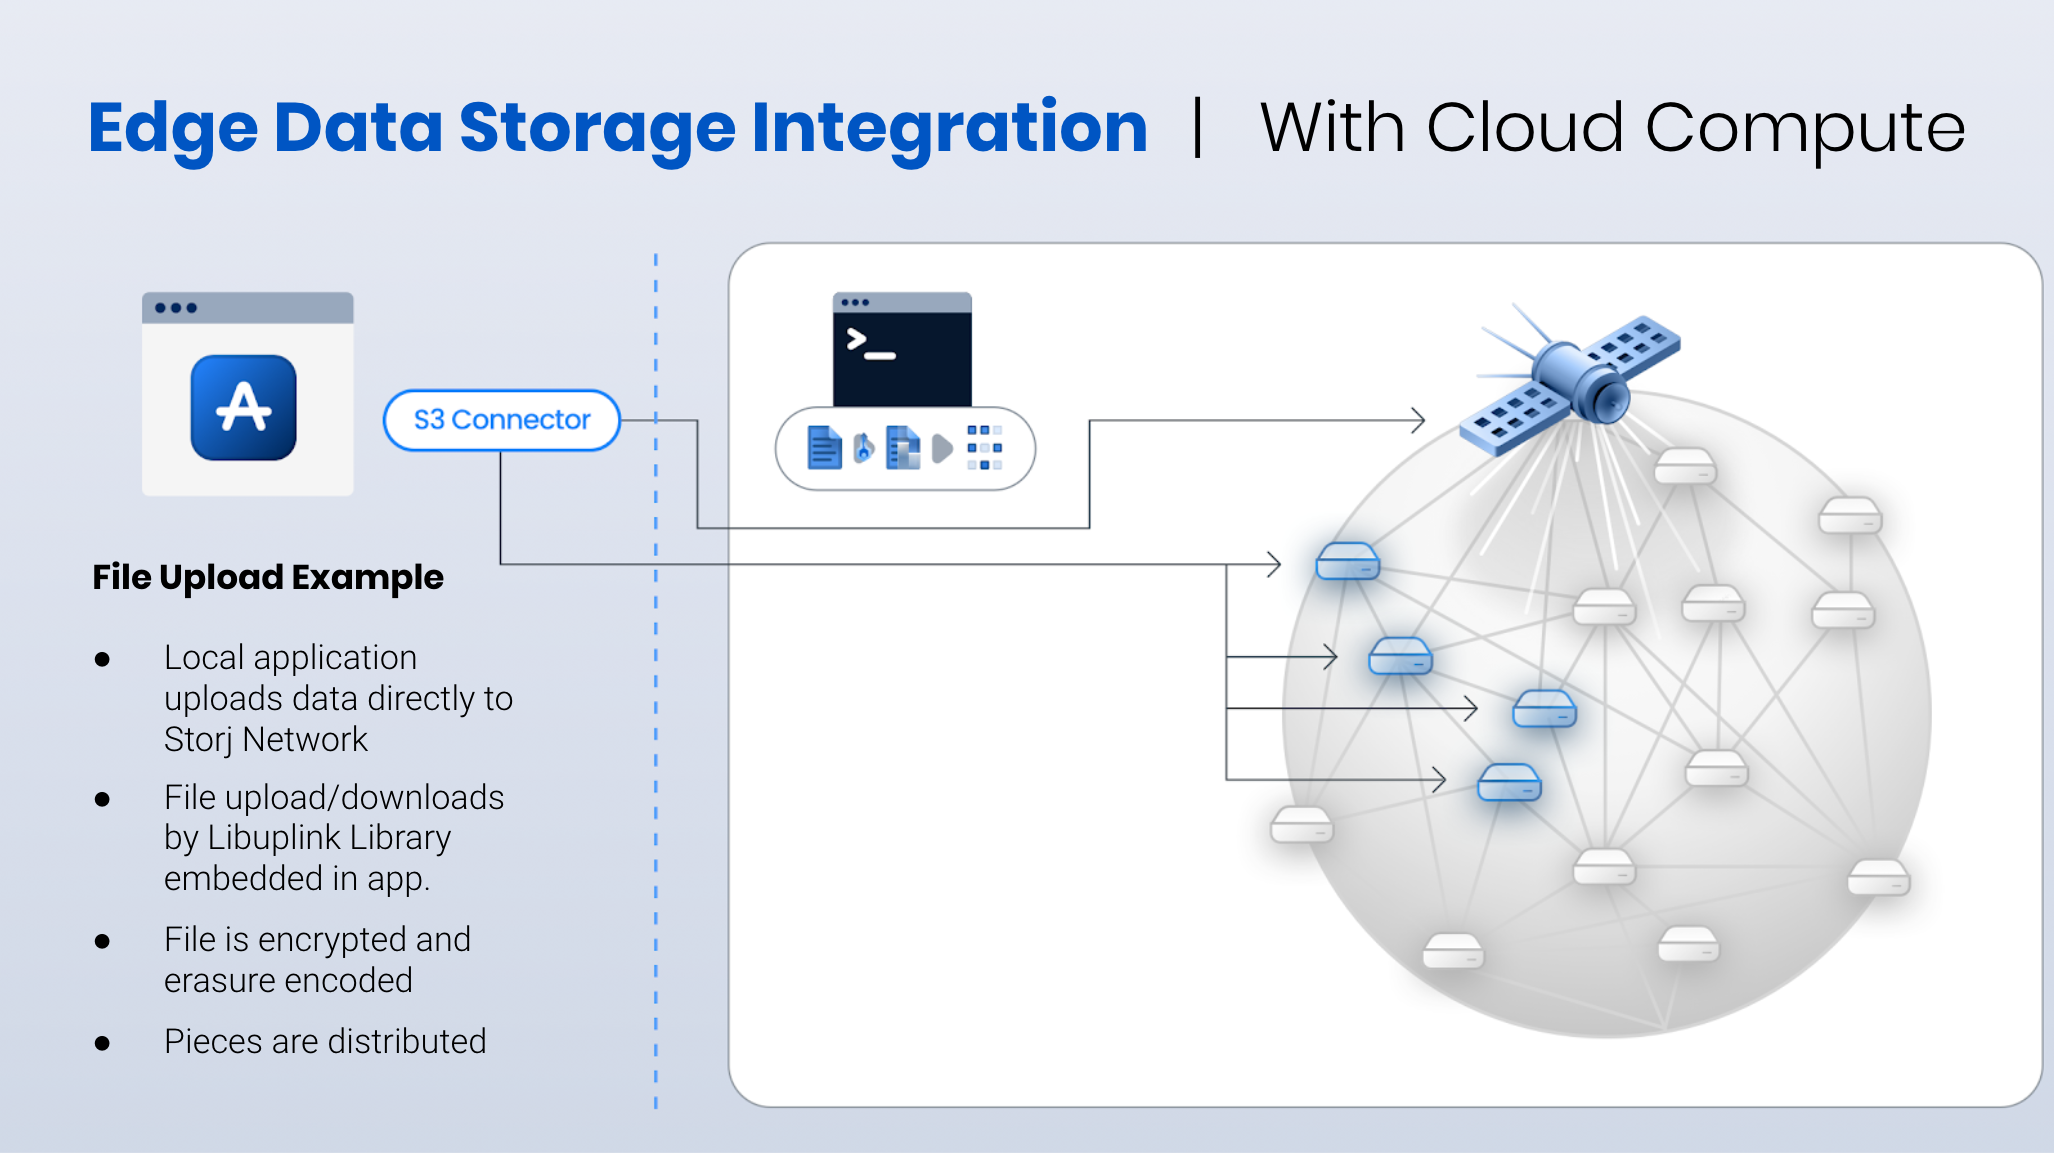 Edge Data Storage Integration | With Cloud Compute
S3 Connector
>_
File Upload Example
● Local application
uploads data directly to
Storj Network
● File upload/downloads
by Libuplink Library
embedded in app.
● File is encrypted and
erasure encoded
● Pieces are distributed